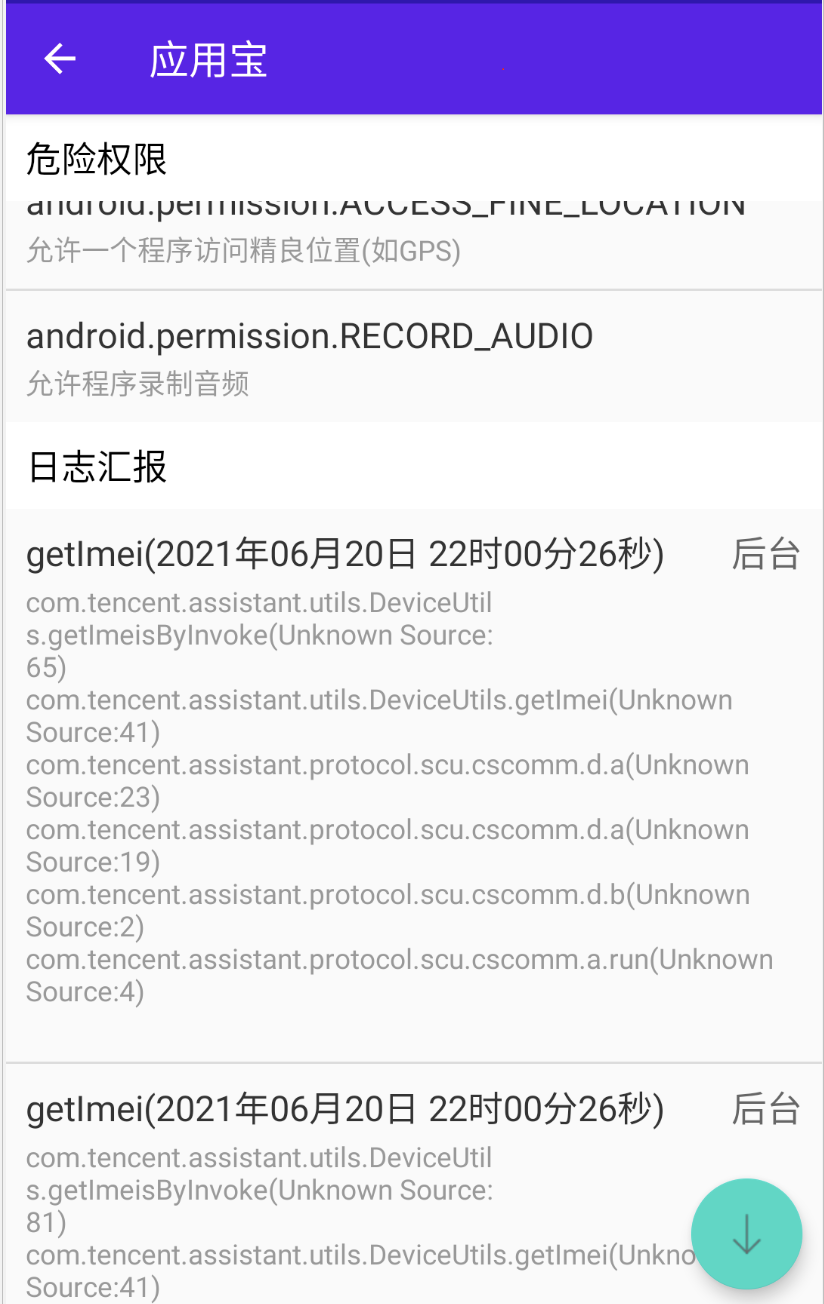 应用宝
危险权限
android.permission.ACCESS_FINE_LOCATION
允许一个程序访问精良位置(如GPS)
android.permission.RECORD_AUDIO
允许程序录制音频
日志汇报
getImei(2021年06月20日 22时00分26秒) 后台
com.tencent.assistant.utils.DeviceUtil
s.getImeisByInvoke(Unknown Source:
65)
com.tencent.assistant.utils.DeviceUtils.getImei(Unknown
Source:41)
com.tencent.assistant.protocol.scu.cscomm.d.a(Unknown
Source:23)
com.tencent.assistant.protocol.scu.cscomm.d.a(Unknown
Source:19)
com.tencent.assistant.protocol.scu.cscomm.d.b(Unknown
Source:2)
com.tencent.assistant.protocol.scu.cscomm.a.run(Unknown
Source:4)
getImei(2021年06月20日 22时00分26秒) 后台
com.tencent.assistant.utils.DeviceUtil
s.getImeisByInvoke(Unknown Source:
81)
com.tencent.assistant.utils.DeviceUtils.getImei(Unkno
Source:41)